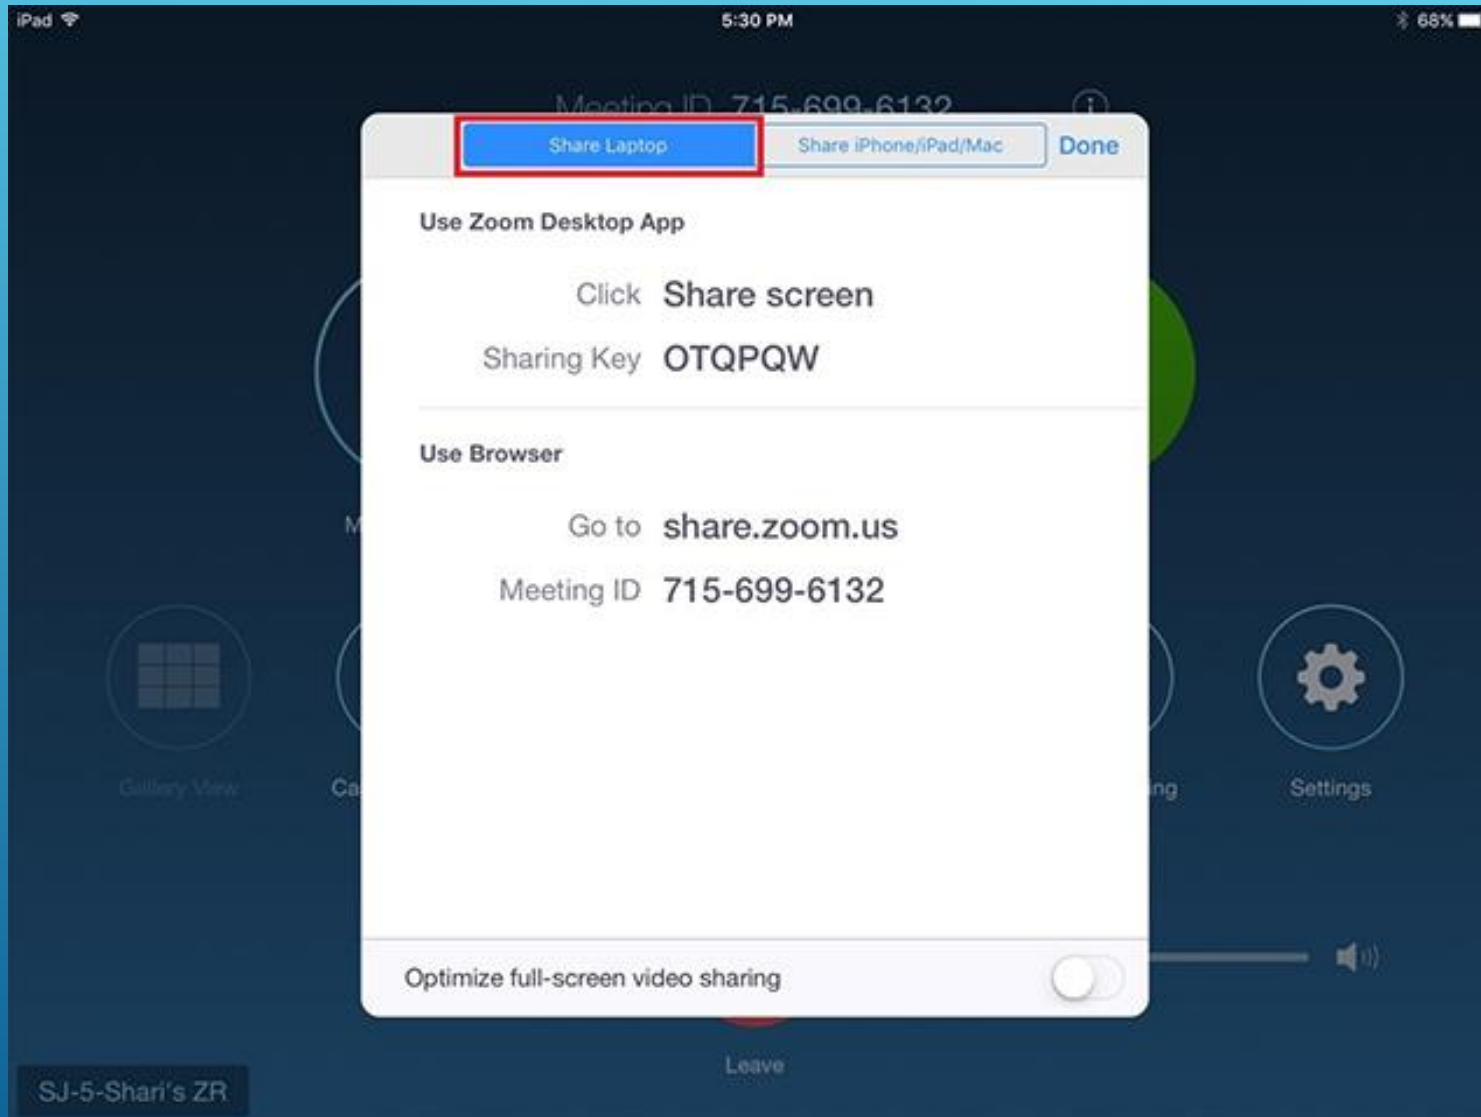 iPad 5:30 PM 68%
Meeting ID 715-699-6132
Share Laptop Share iPhone/iPad/Mac Done
Use Zoom Desktop App
Click Share screen
Sharing Key OTQPQW
Use Browser
Go to share.zoom.us
Meeting ID 715-699-6132
Gallery View Settings
Optimize full-screen video sharing
Leave
SJ-5-Shari's ZR